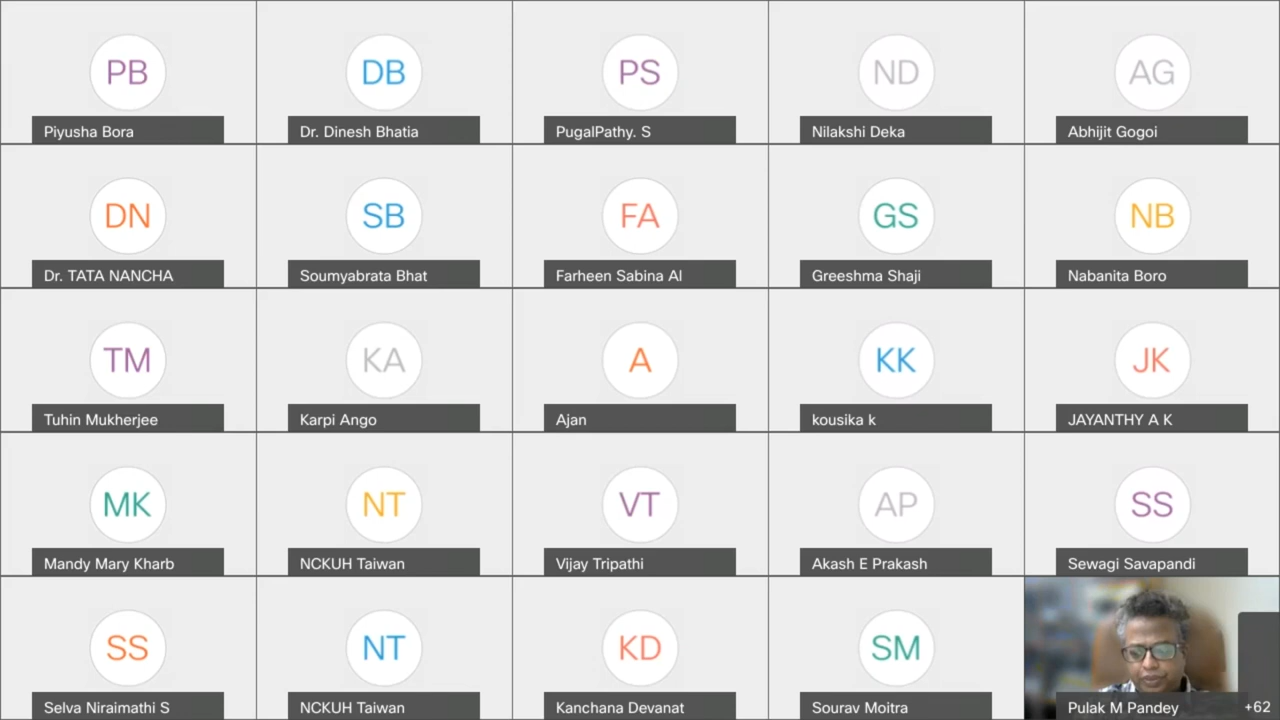 PB
Piyusha Bora
DB
Dr. Dinesh Bhatia
PS
PugalPathy. S
ND
Nilakshi Deka
AG
Abhijit Gogoi
DN
Dr. TATA NANCHA
SB
Soumyabrata Bhat
FA
Farheen Sabina Al
GS
Greeshma Shaji
NB
Nabanita Boro
TM
Tuhin Mukherjee
KA
Karpi Ango
A
Ajan
KK
kousika k
JK
JAYANTHY A K
MK
Mandy Mary Kharb
NT
NCKUH Taiwan
VT
Vijay Tripathi
AP
Akash E Prakash
SS
Sewagi Savapandi
SS
Selva Niraimathi S
NT
NCKUH Taiwan
KD
Kanchana Devanat
SM
Sourav Moitra
Pulak M Pandey
+62